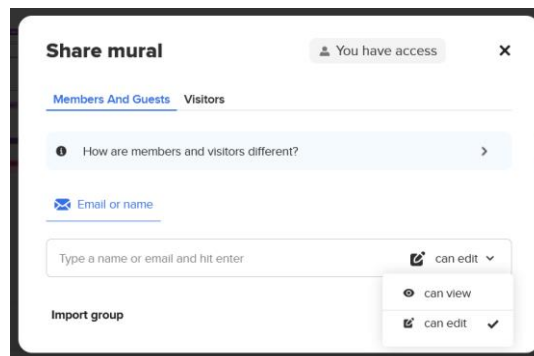 Share mural
You have access
Members And Guests
Visitors
How are members and visitors different?
Email or name
Type a name or email and hit enter
can edit
can view
can edit
Import group